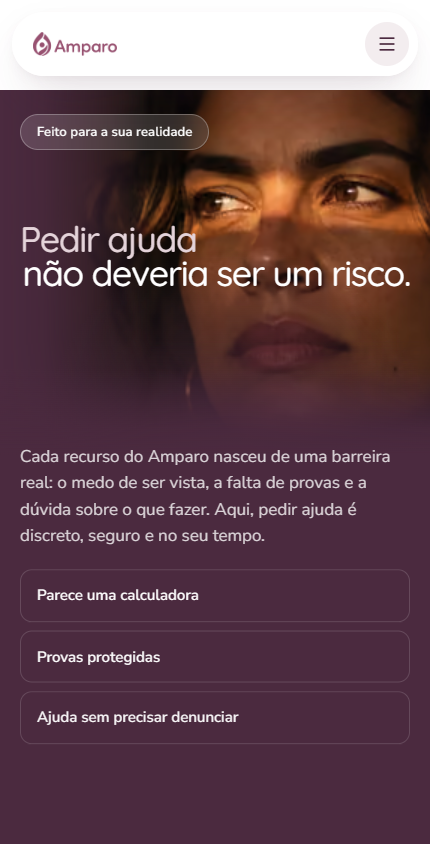 Amparo
Feito para a sua realidade
Pedir ajuda
não deveria ser um risco.
Cada recurso do Amparo nasceu de uma barreira
real: o medo de ser vista, a falta de provas e a
dúvida sobre o que fazer. Aqui, pedir ajuda é
discreto, seguro e no seu tempo.
Parece uma calculadora
Provas protegidas
Ajuda sem precisar denunciar